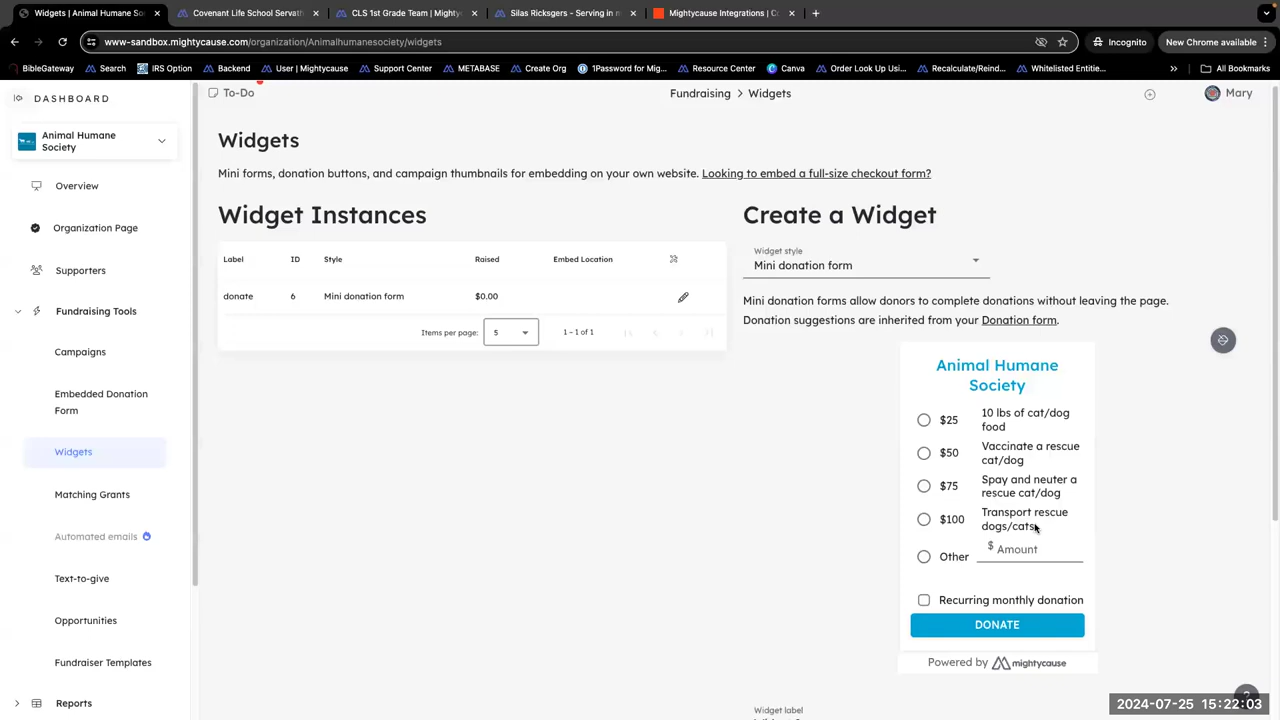 Widgets | Mightycause | Animal Hu
Covenant Life School Servath
CLS 1st Grade Team | Mighty
Silas Ricksgers - Serving in m
Mightycause Integrations | C
www-sandbox.mightycause.com/organization/Animalhumanesociety/widgets
Incognito
New Chrome available
BibleGateway
Search
IRS Option
Backend
User | Mightycause
Support Center
METABASE
Create Org
1Password for Mig...
Resource Center
Canva
Order Look Up Usi...
Recalculate/Reind...
Whitelisted Entitie...
All Bookmarks
DASHBOARD
To-Do
Fundraising > Widgets
Mary
Animal Humane
Society
Overview
Organization Page
Supporters
Fundraising Tools
Campaigns
Embedded Donation
Form
Widgets
Matching Grants
Automated emails
Text-to-give
Opportunities
Fundraiser Templates
Reports
Widgets
Mini forms, donation buttons, and campaign thumbnails for embedding on your own website. Looking to embed a full-size checkout form?
Widget Instances
Label ID Style Raised Embed Location
donate 6 Mini donation form $0.00
Items per page: 5 1 – 1 of 1
Create a Widget
Widget style
Mini donation form
Mini donation forms allow donors to complete donations without leaving the page.
Donation suggestions are inherited from your Donation form.
Animal Humane
Society
$25 10 lbs of cat/dog
food
$50 Vaccinate a rescue
cat/dog
$75 Spay and neuter a
rescue cat/dog
$100 Transport rescue
dogs/cats
Other $ Amount
Recurring monthly donation
DONATE
Powered by mightycause
?
2024-07-25 15:22:03
Widget label